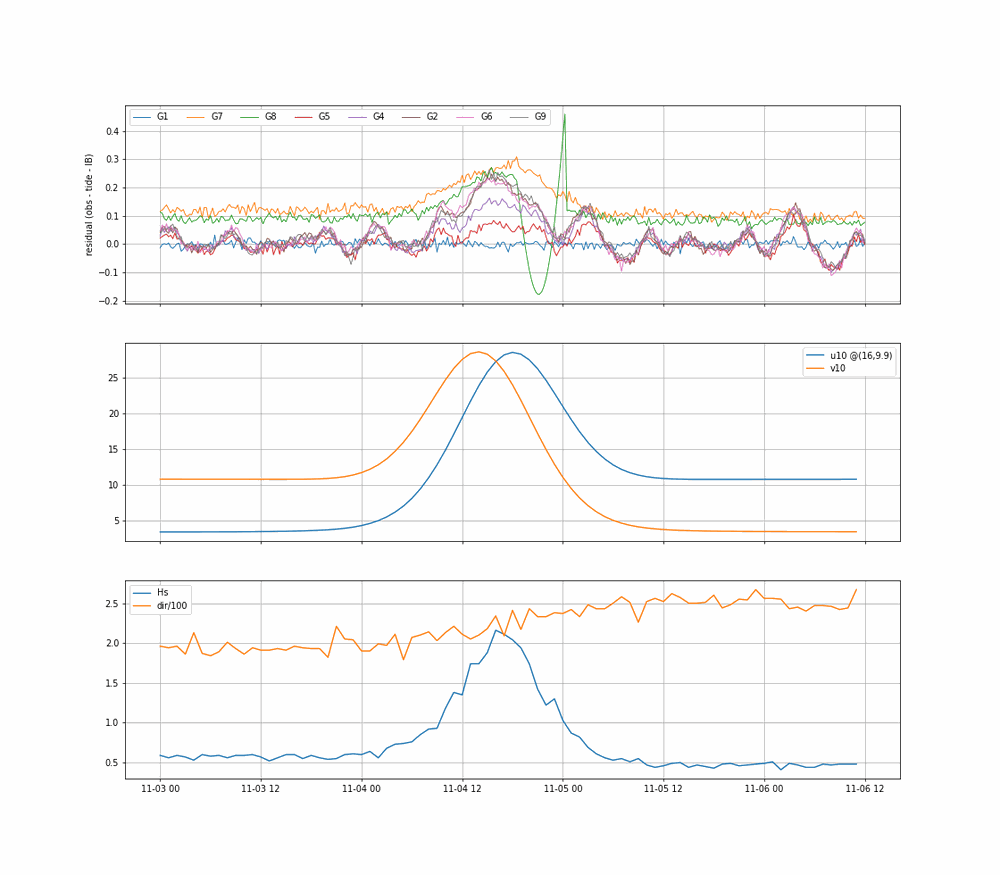 G1 G7 G8 G5 G4 G2 G6 G9
residual (obs - tide - IB)
0.4
0.3
0.2
0.1
0.0
−0.1
−0.2
u10 @(16,9.9)
v10
25
20
15
10
5
Hs
dir/100
2.5
2.0
1.5
1.0
0.5
11-03 00 11-03 12 11-04 00 11-04 12 11-05 00 11-05 12 11-06 00 11-06 12